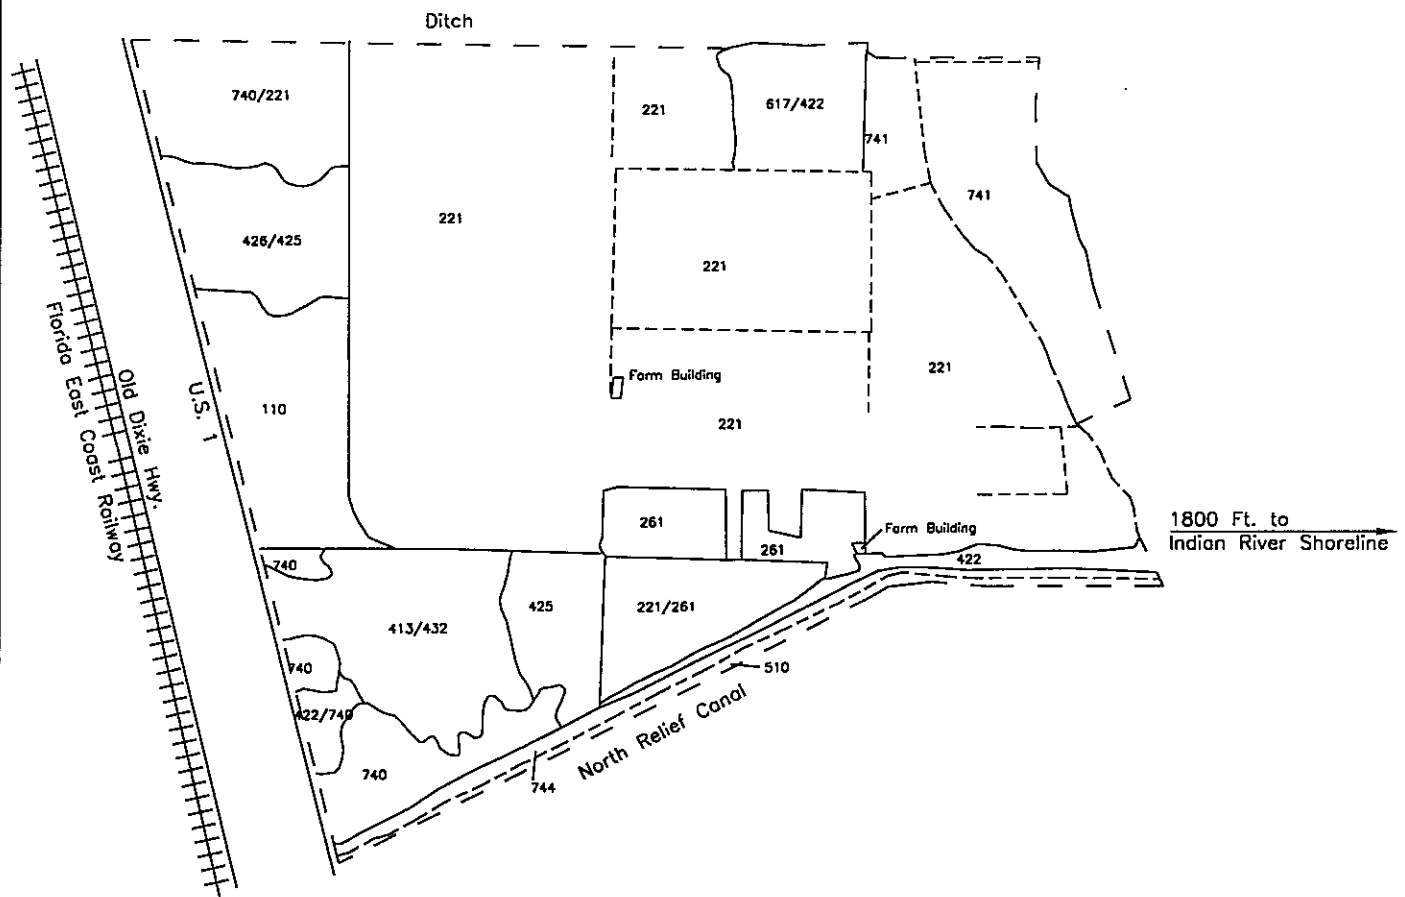 Ditch
740/221
221
617/422
741
741
221
426/425
221
Florida East Coast Railway
Old Dixie Hwy.
U.S. 1
110
Farm Building
221
221
261
261
Farm Building
1800 Ft. to
Indian River Shoreline
422
740
413/432
425
221/261
740
510
422/740
740
744
North Relief Canal